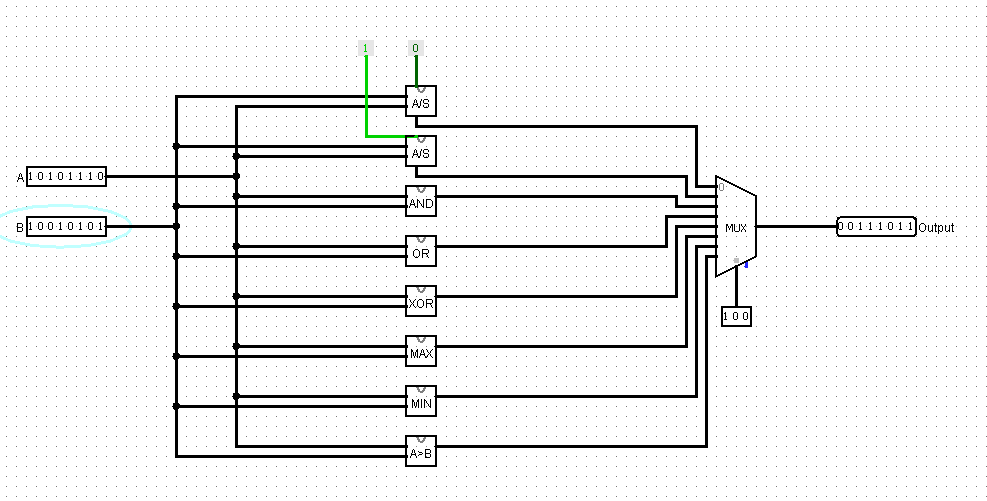 1 0
A/S
A/S
A 1 0 1 0 1 1 1 0
AND
0
B 1 0 0 1 0 1 0 1
MUX
0 0 1 1 1 0 1 1 Output
OR
XOR
1 0 0
MAX
MIN
A>B